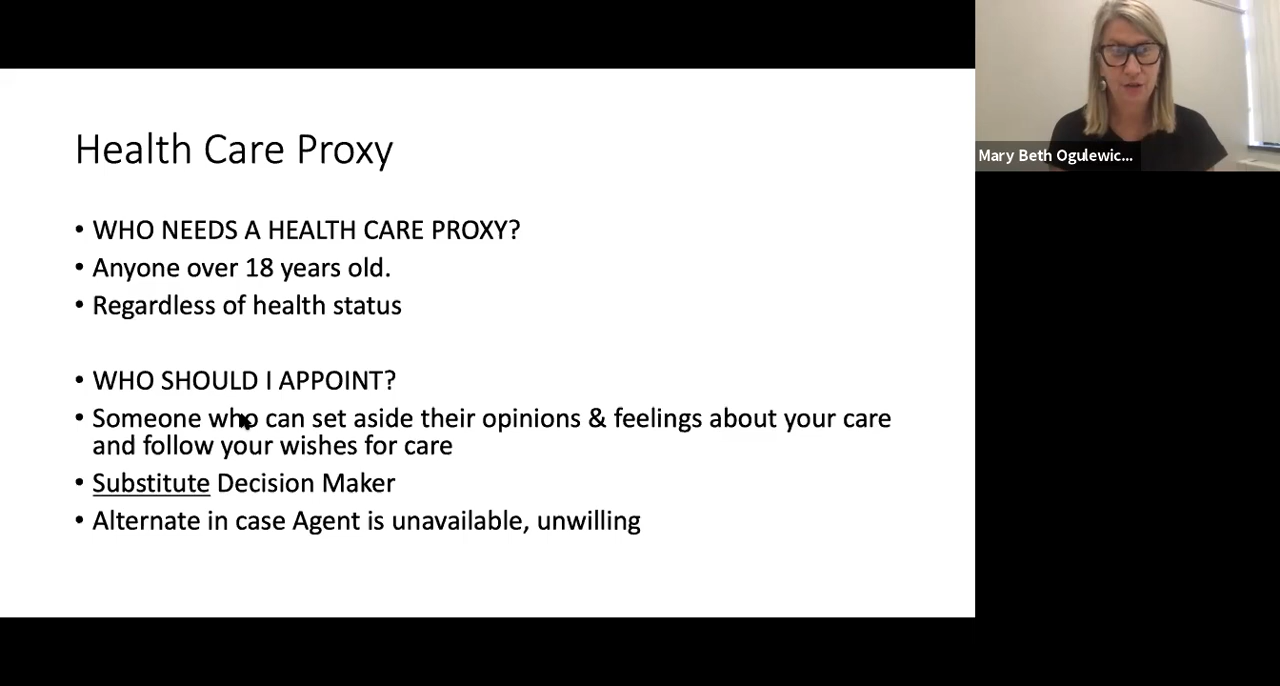 Health Care Proxy
• WHO NEEDS A HEALTH CARE PROXY?
• Anyone over 18 years old.
• Regardless of health status
• WHO SHOULD I APPOINT?
• Someone who can set aside their opinions & feelings about your care
and follow your wishes for care
• Substitute Decision Maker
• Alternate in case Agent is unavailable, unwilling
Mary Beth Ogulewic...